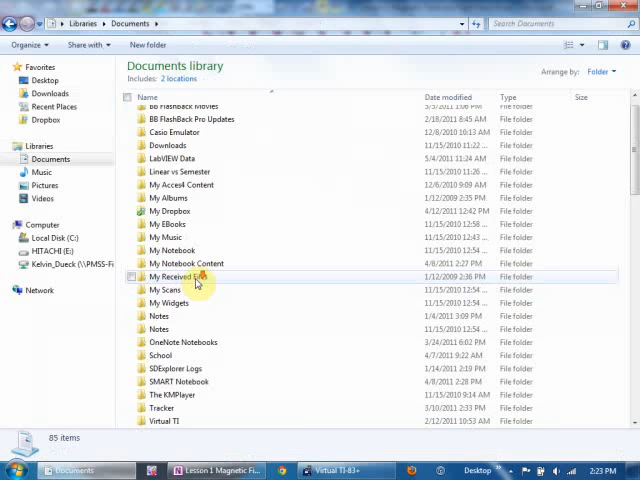 Libraries ▸ Documents ▸
Search Documents
Organize ▾ Share with ▾ New folder
Documents library
Includes: 2 locations
Arrange by: Folder ▾
Favorites
Desktop
Downloads
Recent Places
Dropbox
Libraries
Documents
Music
Pictures
Videos
Computer
Local Disk (C:)
HITACHI (E:)
Kelvin_Dueck (\\PMSS-Fi
Network
Name Date modified Type Size
BB FlashBack Movies 5/5/2011 1:06 PM File folder
BB FlashBack Pro Updates 2/18/2011 8:45 AM File folder
Casio Emulator 12/8/2010 10:13 AM File folder
Downloads 11/15/2010 11:22 ... File folder
LabVIEW Data 5/4/2011 11:24 AM File folder
Linear vs Semester 11/15/2010 11:26 ... File folder
My Acces4 Content 12/6/2010 9:09 AM File folder
My Albums 1/12/2009 2:35 PM File folder
My Dropbox 4/12/2011 12:42 PM File folder
My EBooks 11/15/2010 12:58 ... File folder
My Music 11/15/2010 12:43 ... File folder
My Notebook 11/15/2010 12:54 ... File folder
My Notebook Content 4/8/2011 2:27 PM File folder
My Received Files 1/12/2009 2:36 PM File folder
My Scans 11/15/2010 12:54 ... File folder
My Widgets 11/15/2010 12:54 ... File folder
Notes 1/4/2011 3:09 PM File folder
Notes 11/15/2010 12:54 ... File folder
OneNote Notebooks 3/24/2011 6:02 PM File folder
School 4/7/2011 9:22 AM File folder
SDExplorer Logs 1/14/2011 2:19 PM File folder
SMART Notebook 4/8/2011 2:28 PM File folder
The KMPlayer 11/15/2010 9:14 AM File folder
Tracker 3/10/2011 2:33 PM File folder
Virtual TI 2/12/2011 10:53 AM File folder
85 items
Documents
Lesson 1 Magnetic Fi...
Virtual TI-83+
Desktop
2:23 PM